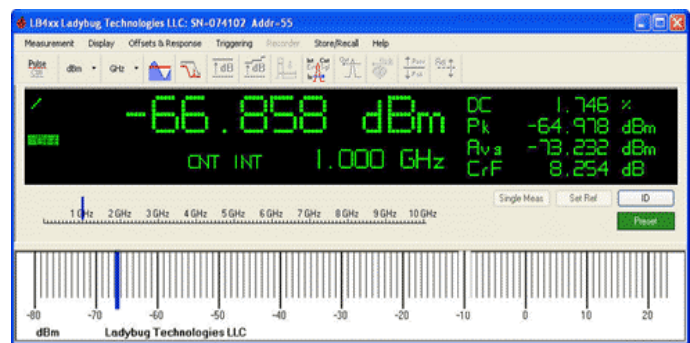 LB4xx Ladybug Technologies LLC: SN-074102 Addr-55
Measurement Display Offsets & Response Triggering Recorder Store/Recall Help
Pulse dBm GHz
-66.858 dBm
CNT INT 1.000 GHz
DC 1.746 %
Pk -64.978 dBm
Avg -73.232 dBm
CrF 8.254 dB
Single Meas Set Ref ID
Preset
1 GHz 2 GHz 3 GHz 4 GHz 5 GHz 6 GHz 7 GHz 8 GHz 9 GHz 10 GHz
-80 -70 -60 -50 -40 -30 -20 -10 0 10 20
dBm Ladybug Technologies LLC